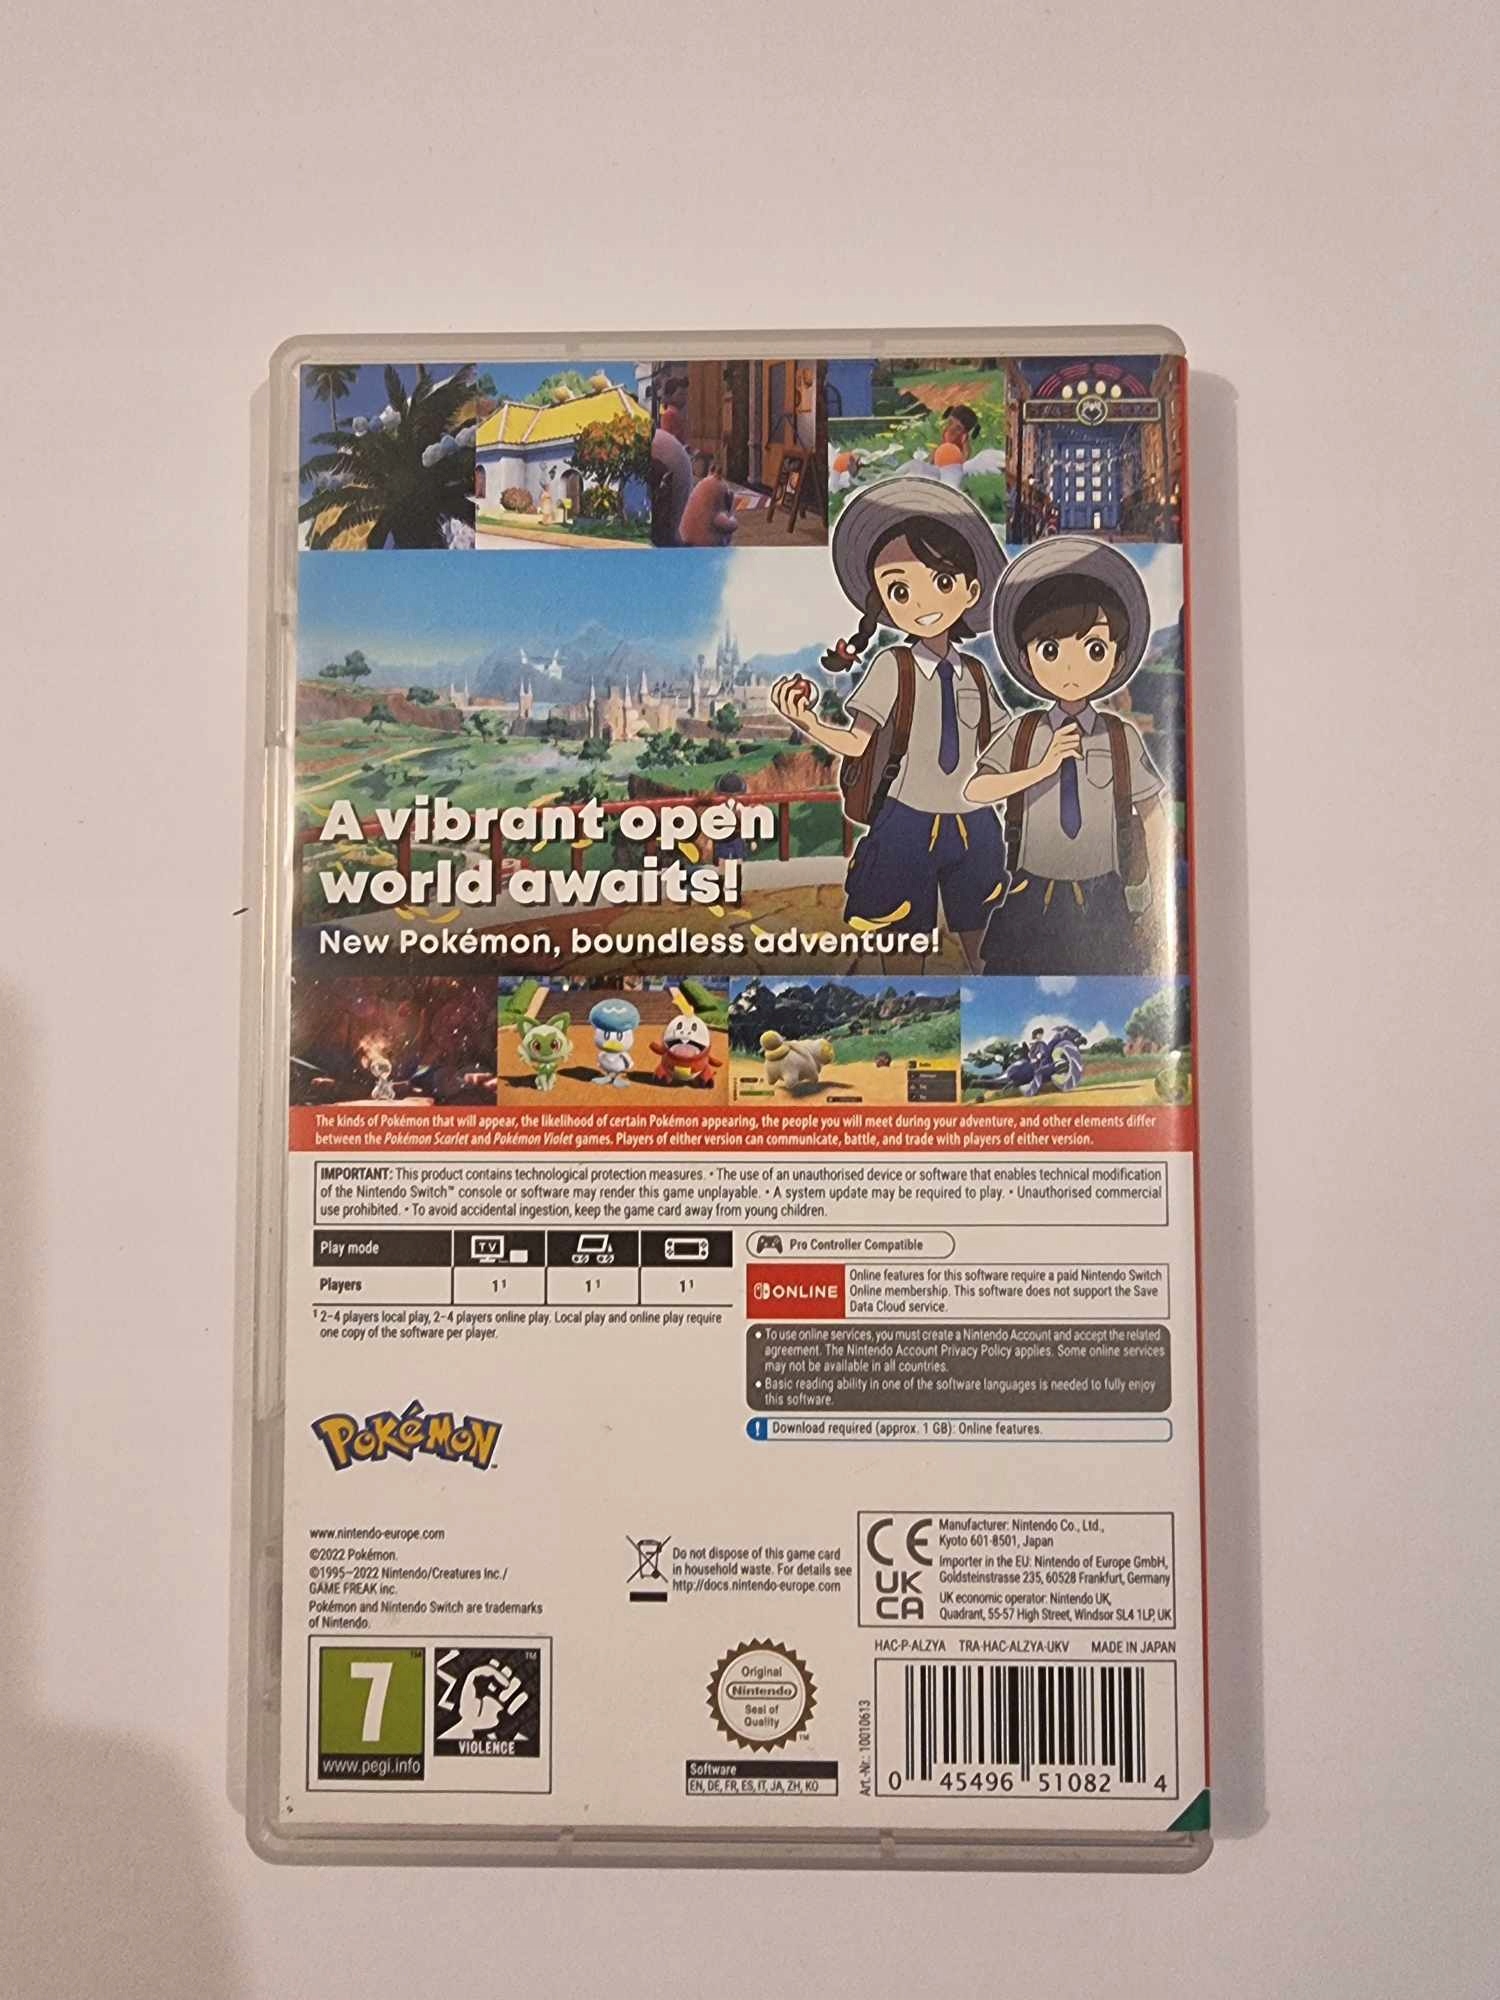 A vibrant open
world awaits!
New Pokémon, boundless adventure!
The kinds of Pokémon that will appear, the likelihood of certain Pokémon appearing, the people you will meet during your adventure, and other elements differ
between the Pokémon Scarlet and Pokémon Violet games. Players of either version can communicate, battle, and trade with players of either version.
IMPORTANT: This product contains technological protection measures. • The use of an unauthorised device or software that enables technical modification
of the Nintendo Switch™ console or software may render this game unplayable. • A system update may be required to play. • Unauthorised commercial
use prohibited. • To avoid accidental ingestion, keep the game card away from young children.
Play mode TV
Players 1¹ 1¹ 1¹
¹ 2–4 players local play, 2–4 players online play. Local play and online play require
one copy of the software per player.
Pro Controller Compatible
ONLINE
Online features for this software require a paid Nintendo Switch
Online membership. This software does not support the Save
Data Cloud service.
• To use online services, you must create a Nintendo Account and accept the related
agreement. The Nintendo Account Privacy Policy applies. Some online services
may not be available in all countries.
• Basic reading ability in one of the software languages is needed to fully enjoy
this software.
! Download required (approx. 1 GB): Online features.
POKéMON™
www.nintendo-europe.com
©2022 Pokémon.
©1995–2022 Nintendo/Creatures Inc./
GAME FREAK inc.
Pokémon and Nintendo Switch are trademarks
of Nintendo.
Do not dispose of this game card
in household waste. For details see
http://docs.nintendo-europe.com
CE
UK
CA
Manufacturer: Nintendo Co., Ltd.,
Kyoto 601-8501, Japan
Importer in the EU: Nintendo of Europe GmbH,
Goldsteinstrasse 235, 60528 Frankfurt, Germany
UK economic operator: Nintendo UK,
Quadrant, 55-57 High Street, Windsor SL4 1LP, UK
HAC-P-ALZYA TRA-HAC-ALZYA-UKV MADE IN JAPAN
7™
www.pegi.info
™
VIOLENCE
Original
Nintendo
Seal of
Quality
™
Software
EN, DE, FR, ES, IT, JA, ZH, KO
Art.-Nr.: 10010613
0 45496 51082 4